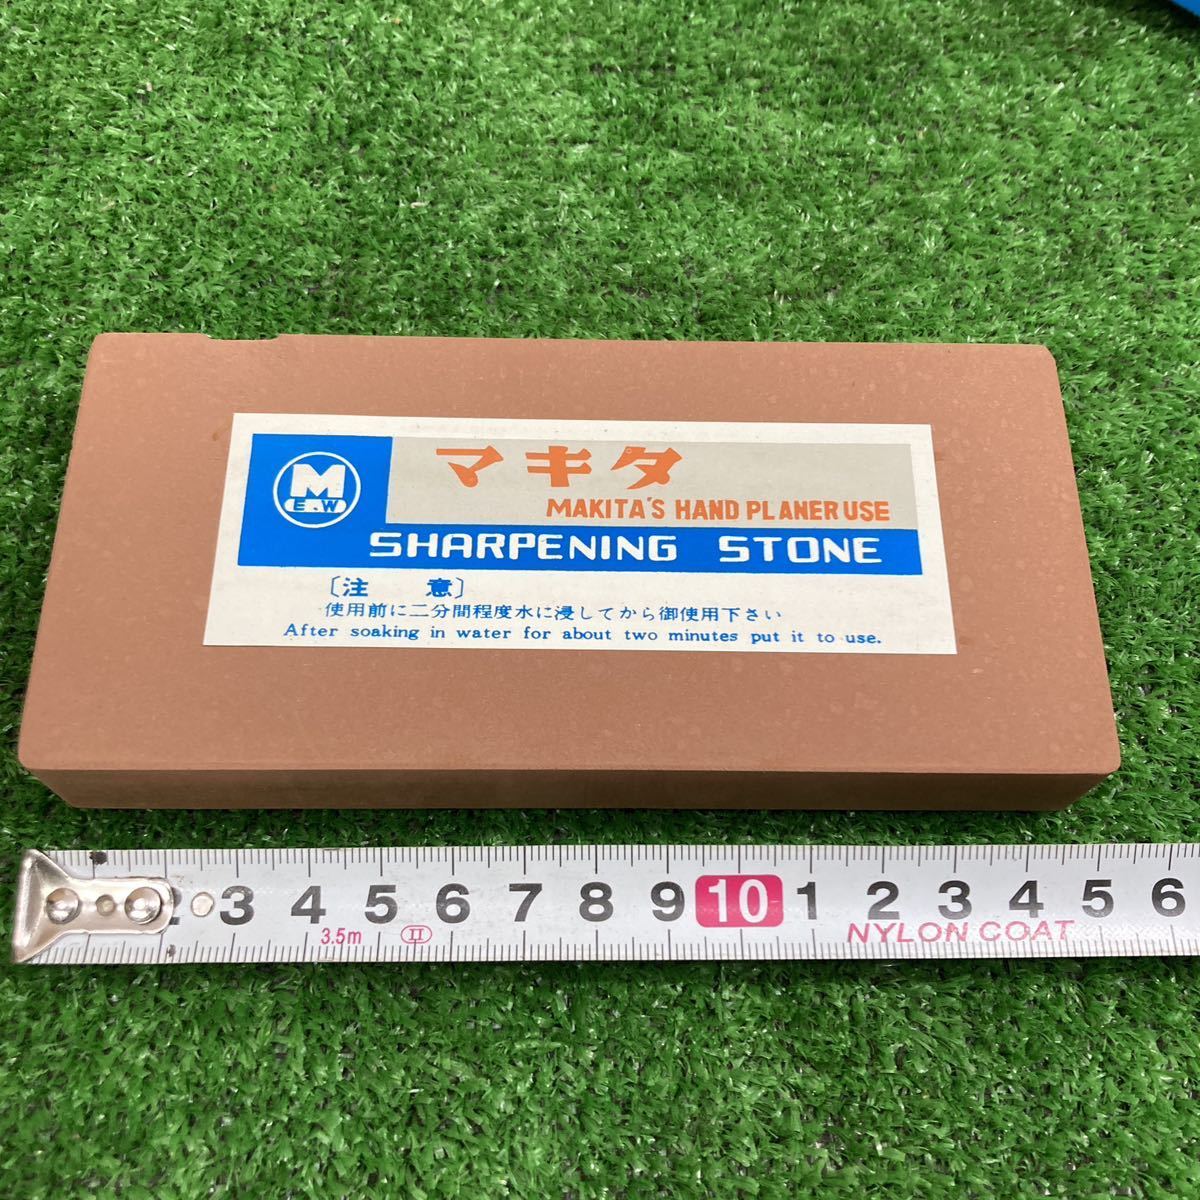 M
E.W
マキタ
MAKITA'S HAND PLANER USE
SHARPENING STONE
〔注 意〕
使用前に二分間程度水に浸してから御使用下さい
After soaking in water for about two minutes put it to use.
2 3 4 5 6 7 8 9 10 1 2 3 4 5 6
3.5m II NYLON COAT